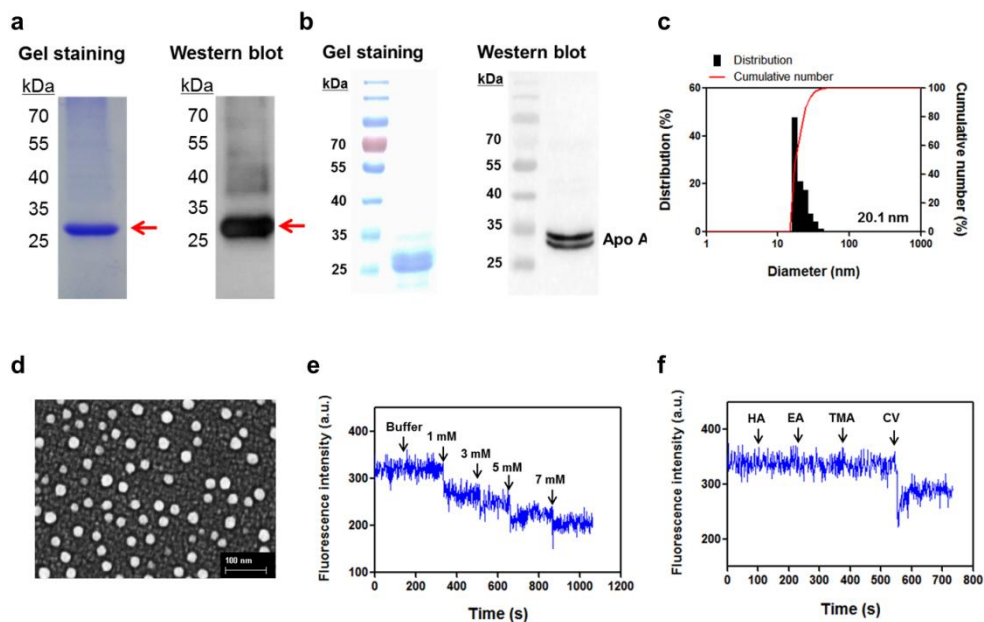 a
Gel staining
Western blot
kDa
70
55
40
35
25
kDa
70
55
40
35
25
b
Gel staining
Western blot
kDa
70
55
40
35
25
kDa
70
55
40
35
25
Apo A
c
Distribution
Cumulative number
Distribution (%)
60
40
20
0
Cumulative number (%)
100
80
60
40
20
0
20.1 nm
1 10 100 1000
Diameter (nm)
d
100 nm
e
Fluorescence intensity (a.u.)
400
300
200
100
Buffer
1 mM
3 mM
5 mM
7 mM
0 200 400 600 800 1000 1200
Time (s)
f
Fluorescence intensity (a.u.)
400
300
200
HA EA TMA CV
0 100 200 300 400 500 600 700 800
Time (s)